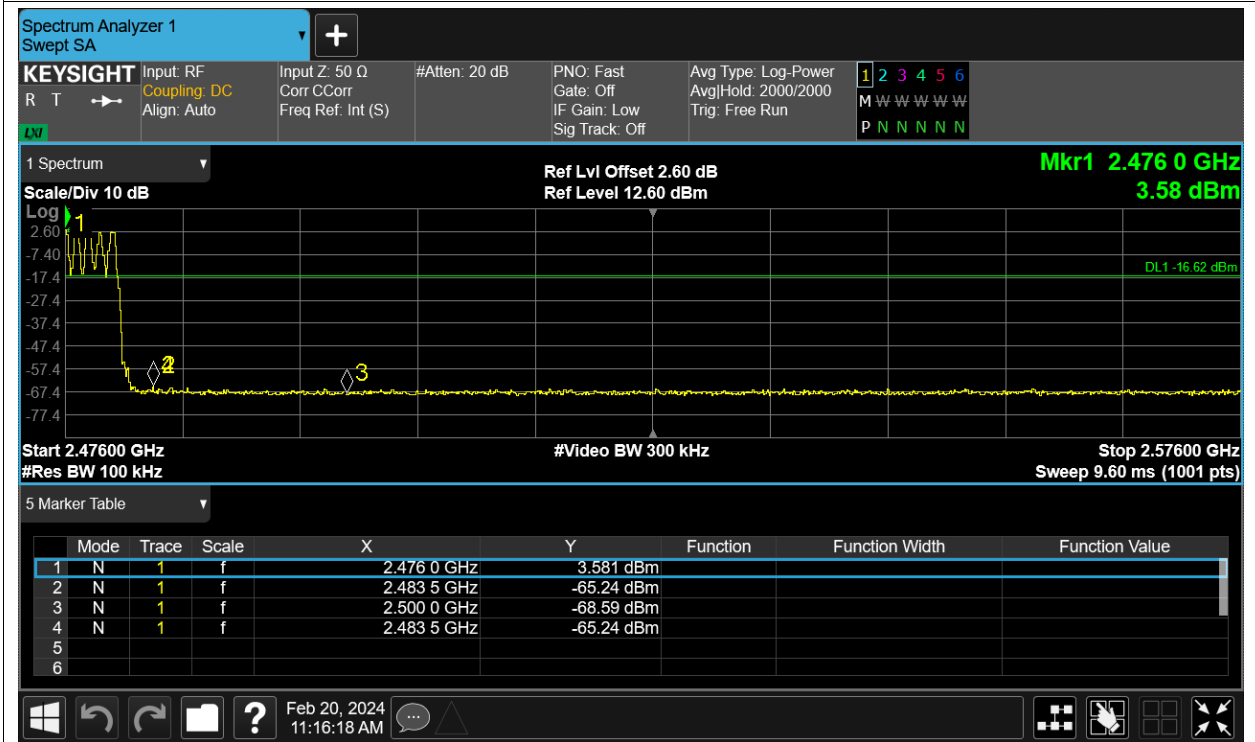 Spectrum Analyzer 1
Swept SA
+
KEYSIGHT
R T
LXI
Input: RF
Coupling: DC
Align: Auto
Input Z: 50 Ω
Corr CCorr
Freq Ref: Int (S)
#Atten: 20 dB
PNO: Fast
Gate: Off
IF Gain: Low
Sig Track: Off
Avg Type: Log-Power
Avg|Hold: 2000/2000
Trig: Free Run
1 2 3 4 5 6
M W W W W W
P N N N N N
1 Spectrum
Scale/Div 10 dB
Ref Lvl Offset 2.60 dB
Ref Level 12.60 dBm
Mkr1 2.476 0 GHz
3.58 dBm
Log
2.60
-7.40
-17.4
-27.4
-37.4
-47.4
-57.4
-67.4
-77.4
1
3
DL1 -16.62 dBm
Start 2.47600 GHz
#Res BW 100 kHz
#Video BW 300 kHz
Stop 2.57600 GHz
Sweep 9.60 ms (1001 pts)
5 Marker Table
Mode Trace Scale X Y Function Function Width Function Value
1 N 1 f 2.476 0 GHz 3.581 dBm
2 N 1 f 2.483 5 GHz -65.24 dBm
3 N 1 f 2.500 0 GHz -68.59 dBm
4 N 1 f 2.483 5 GHz -65.24 dBm
5
6
?
Feb 20, 2024
11:16:18 AM